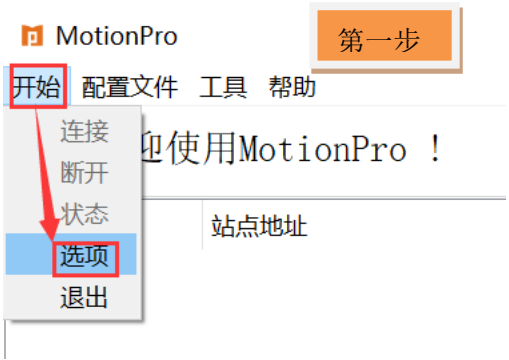 MotionPro
第一步
开始 配置文件 工具 帮助
连接
迎使用MotionPro !
断开
状态
站点地址
选项
退出